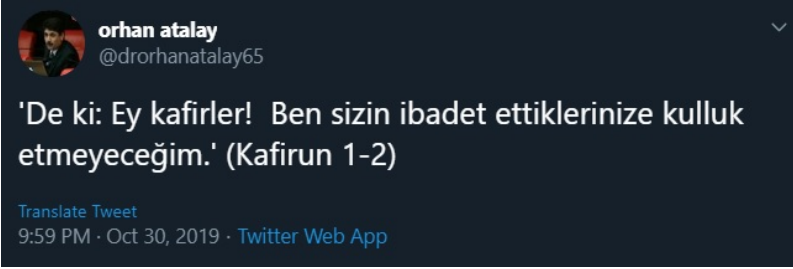 orhan atalay
@drorhanatalay65
'De ki: Ey kafirler!  Ben sizin ibadet ettiklerinize kulluk
etmeyeceğim.' (Kafirun 1-2)
Translate Tweet
9:59 PM · Oct 30, 2019 · Twitter Web App